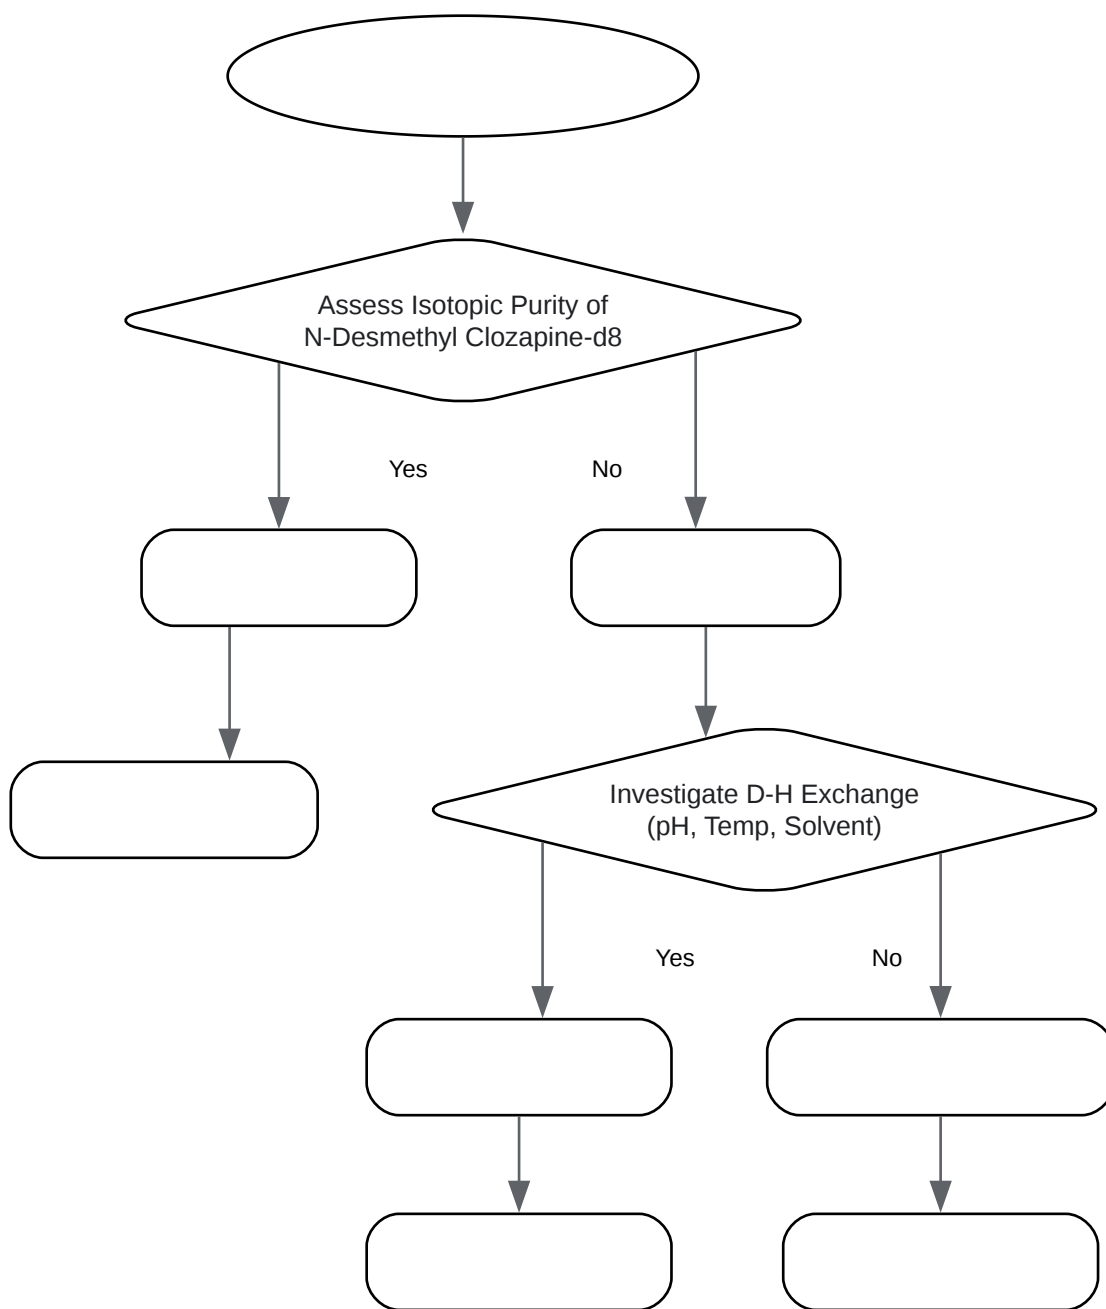 Assess Isotopic Purity of
N-Desmethyl Clozapine-d8
Yes
No
Investigate D-H Exchange
(pH, Temp, Solvent)
Yes
No